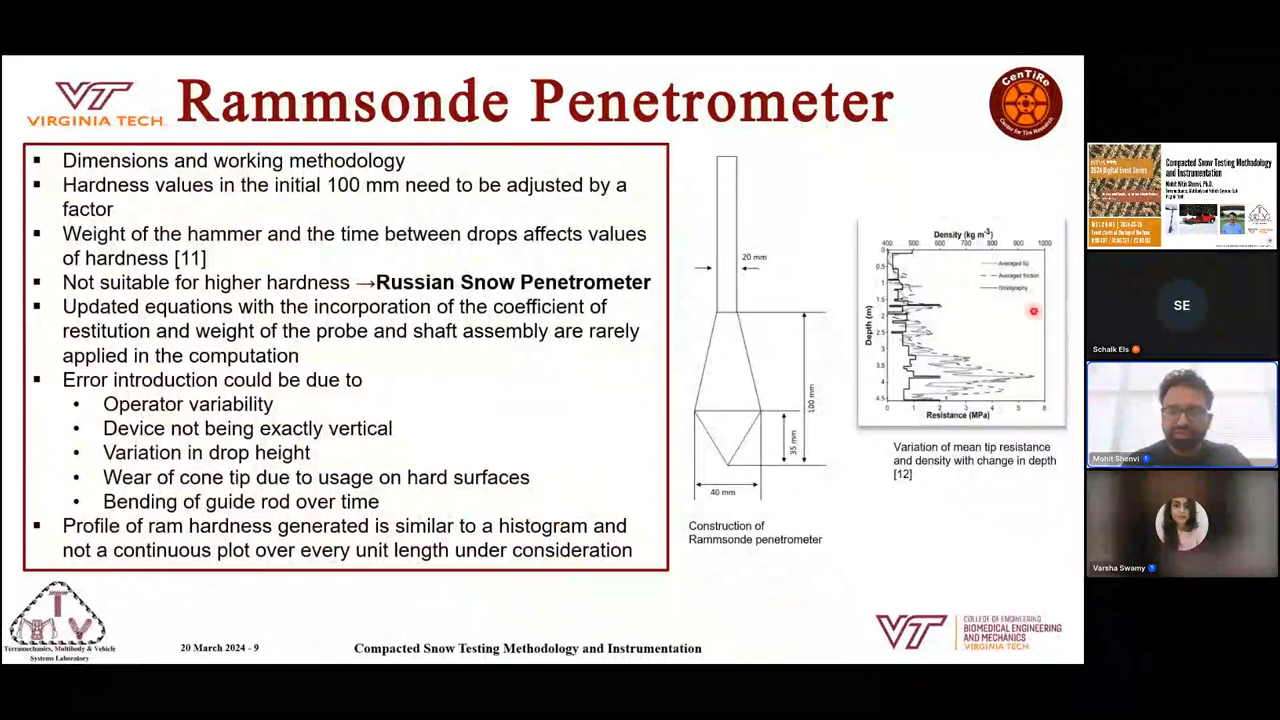 VIRGINIA TECH
Rammsonde Penetrometer
CenTiRe
Center for Tire Research
▪ Dimensions and working methodology
▪ Hardness values in the initial 100 mm need to be adjusted by a
factor
▪ Weight of the hammer and the time between drops affects values
of hardness [11]
▪ Not suitable for higher hardness →Russian Snow Penetrometer
▪ Updated equations with the incorporation of the coefficient of
restitution and weight of the probe and shaft assembly are rarely
applied in the computation
▪ Error introduction could be due to
• Operator variability
• Device not being exactly vertical
• Variation in drop height
• Wear of cone tip due to usage on hard surfaces
• Bending of guide rod over time
▪ Profile of ram hardness generated is similar to a histogram and
not a continuous plot over every unit length under consideration
20 mm
100 mm
35 mm
40 mm
Construction of
Rammsonde penetrometer
Density (kg m-3)
400 600 700 800 900 1000
Averaged tip
Averaged friction
Stratigraphy
Depth (m)
0.5
1
1.5
2
2.5
3
3.5
4
4.5
0 1 2 3 4 5 6
Resistance (MPa)
Variation of mean tip resistance
and density with change in depth
[12]
TMV
Terramechanics, Multibody & Vehicle
Systems Laboratory
20 March 2024 - 9
Compacted Snow Testing Methodology and Instrumentation
VT
COLLEGE OF ENGINEERING
BIOMEDICAL ENGINEERING
AND MECHANICS
VIRGINIA TECH
2024 Digital Event Series
Compacted Snow Testing Methodology
and Instrumentation
Mohit Nitin Shenvi, Ph.D.
SE
Schalk Els
Mohit Shenvi
Varsha Swamy